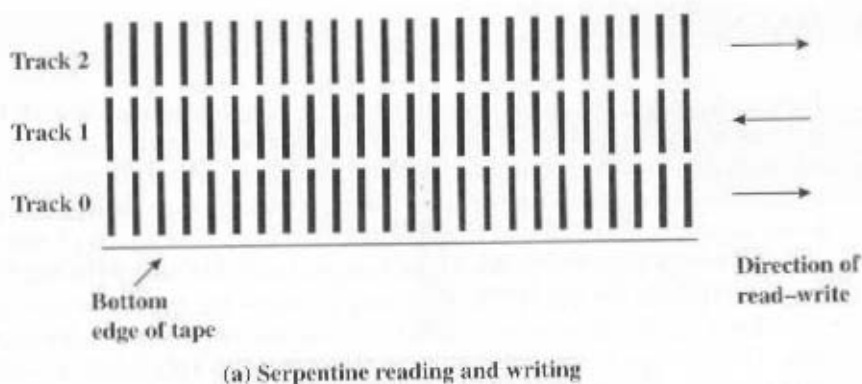 Track 2
Track 1
Track 0
Bottom
edge of tape
Direction of
read–write
(a) Serpentine reading and writing